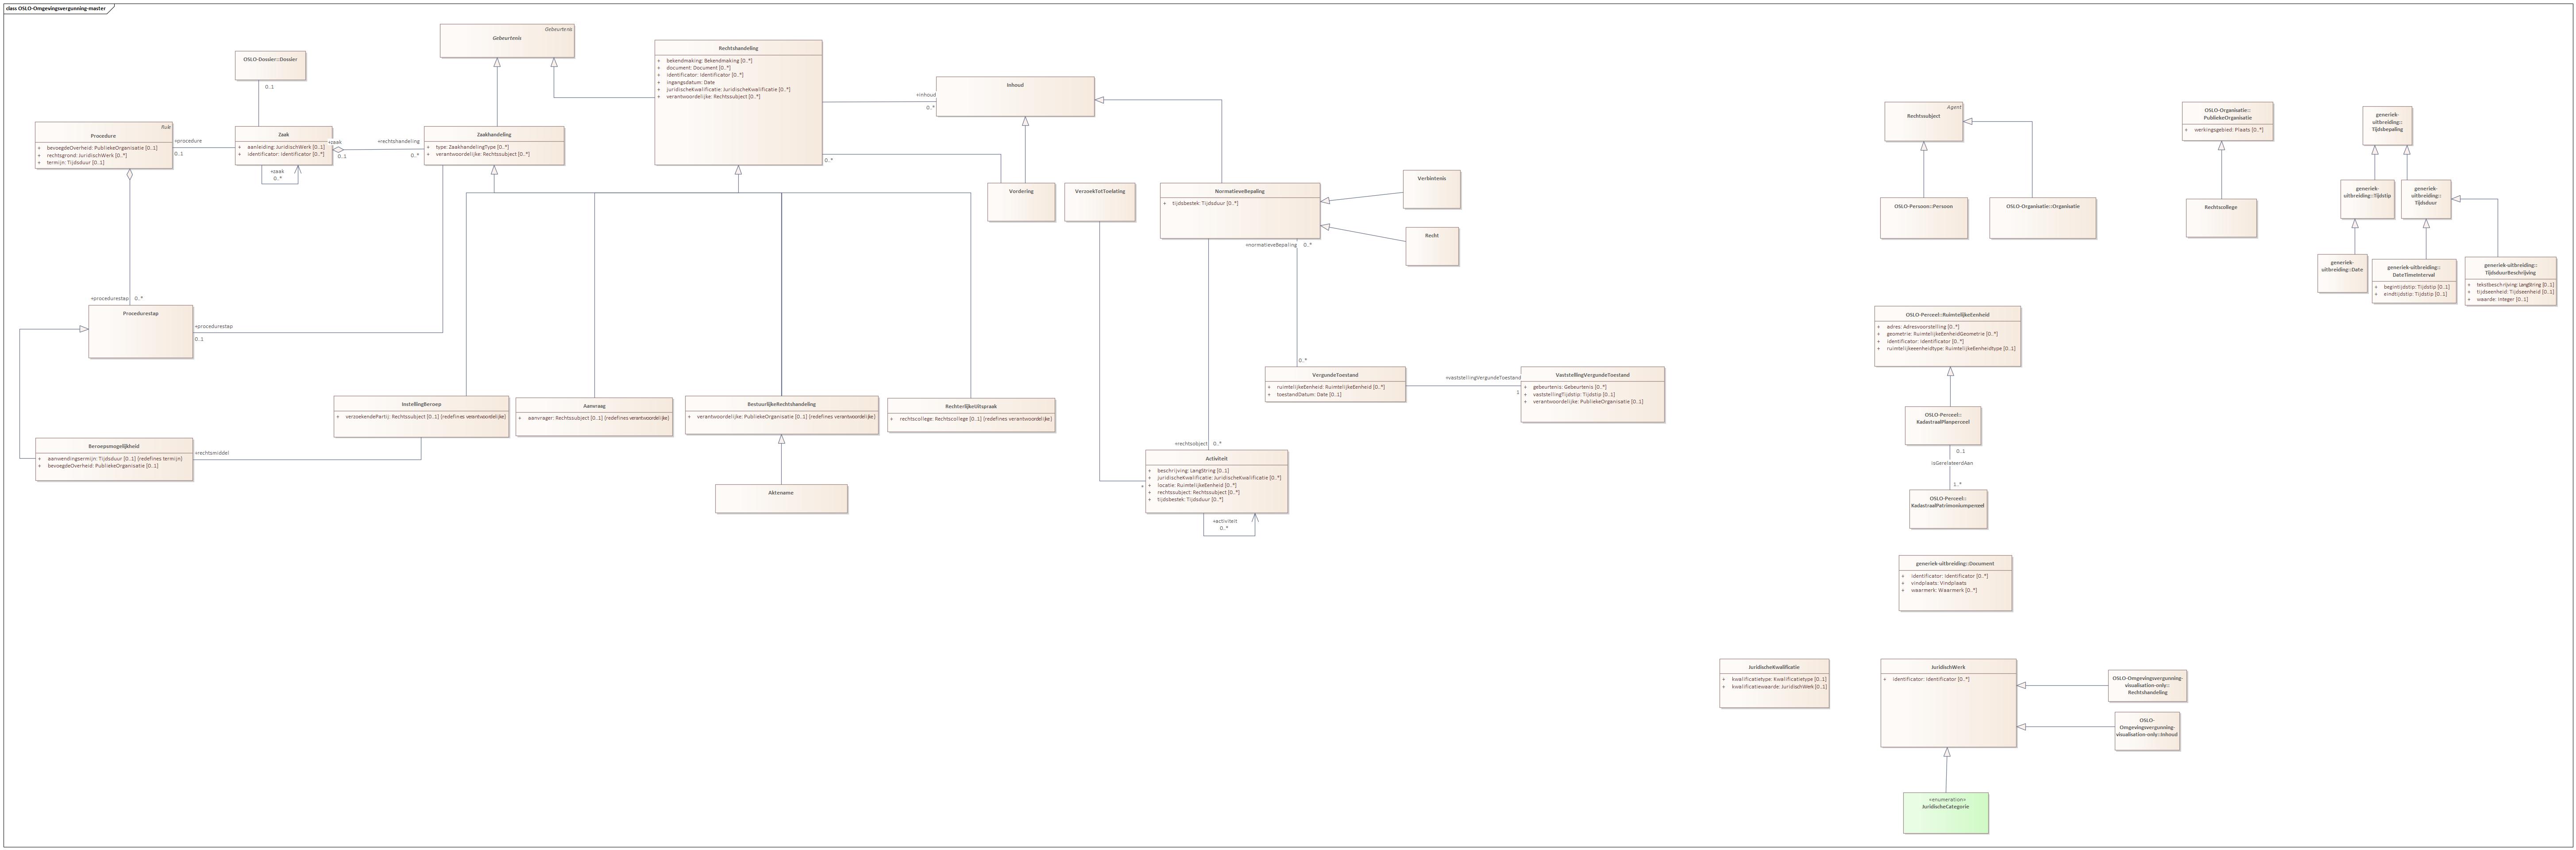 class OSLO-Omgevingsvergunning-master
Gebeurtenis
Gebeurtenis
OSLO-Dossier::Dossier
0..1
Rule
Procedure
+ bevoegdeOverheid: PubliekeOrganisatie [0..1]
+ rechtsgrond: JuridischWerk [0..*]
+ termijn: Tijdsduur [0..1]
+procedure
0..1
Zaak
+ aanleiding: JuridischWerk [0..1]
+ identificator: Identificator [0..*]
+zaak
0..1
+zaak
0..*
+rechtshandeling
0..*
Zaakhandeling
+ type: ZaakhandelingType [0..*]
+ verantwoordelijke: Rechtssubject [0..*]
Rechtshandeling
+ bekendmaking: Bekendmaking [0..*]
+ document: Document [0..*]
+ identificator: Identificator [0..*]
+ ingangsdatum: Date
+ juridischeKwalificatie: JuridischeKwalificatie [0..*]
+ verantwoordelijke: Rechtssubject [0..*]
+inhoud
0..*
0..*
Inhoud
Vordering
VerzoekTotToelating
NormatieveBepaling
+ tijdsbestek: Tijdsduur [0..*]
Verbintenis
Recht
+normatieveBepaling 0..*
0..*
+procedurestap 0..*
Procedurestap
+procedurestap
0..1
VergundeToestand
+ ruimtelijkeEenheid: RuimtelijkeEenheid [0..*]
+ toestandDatum: Date [0..1]
+vaststellingVergundeToestand
1
VaststellingVergundeToestand
+ gebeurtenis: Gebeurtenis [0..*]
+ vaststellingTijdstip: Tijdstip [0..1]
+ verantwoordelijke: PubliekeOrganisatie [0..1]
InstellingBeroep
+ verzoekendePartij: Rechtssubject [0..1] {redefines verantwoordelijke}
Aanvraag
+ aanvrager: Rechtssubject [0..1] {redefines verantwoordelijke}
BestuurlijkeRechtshandeling
+ verantwoordelijke: PubliekeOrganisatie [0..1] {redefines verantwoordelijke}
RechterlijkeUitspraak
+ rechtscollege: Rechtscollege [0..1] {redefines verantwoordelijke}
Beroepsmogelijkheid
+ aanwendingsermijn: Tijdsduur [0..1] {redefines termijn}
+ bevoegdeOverheid: PubliekeOrganisatie [0..1]
+rechtsmiddel
Aktename
+rechtsobject 0..*
Activiteit
+ beschrijving: LangString [0..1]
+ juridischeKwalificatie: JuridischeKwalificatie [0..*]
+ locatie: RuimtelijkeEenheid [0..*]
+ rechtssubject: Rechtssubject [0..*]
+ tijdsbestek: Tijdsduur [0..*]
+
+activiteit
0..*
Agent
Rechtssubject
OSLO-Persoon::Persoon
OSLO-Organisatie::Organisatie
OSLO-Organisatie::
PubliekeOrganisatie
+ werkingsgebied: Plaats [0..*]
Rechtscollege
generiek-
uitbreiding::
Tijdsbepaling
generiek-
uitbreiding::Tijdstip
generiek-
uitbreiding::
Tijdsduur
generiek-
uitbreiding::Date
generiek-uitbreiding::
DateTimeInterval
+ begintijdstip: Tijdstip [0..1]
+ eindtijdstip: Tijdstip [0..1]
generiek-uitbreiding::
TijdsduurBeschrijving
+ tekstbeschrijving: LangString [0..1]
+ tijdseenheid: Tijdseenheid [0..1]
+ waarde: Integer [0..1]
OSLO-Perceel::RuimtelijkeEenheid
+ adres: Adresvoorstelling [0..*]
+ geometrie: RuimtelijkeEenheidGeometrie [0..*]
+ identificator: Identificator [0..*]
+ ruimtelijkeeenheidtype: RuimtelijkeEenheidtype [0..1]
OSLO-Perceel::
KadastraalPlanperceel
0..1
isGerelateerdAan
1..*
OSLO-Perceel::
KadastraalPatrimoniumperceel
generiek-uitbreiding::Document
+ identificator: Identificator [0..*]
+ vindplaats: Vindplaats
+ waarmerk: Waarmerk [0..*]
JuridischeKwalificatie
+ kwalificatietype: Kwalificatietype [0..1]
+ kwalificatiewaarde: JuridischWerk [0..1]
JuridischWerk
+ identificator: Identificator [0..*]
OSLO-Omgevingsvergunning-
visualisation-only::
Rechtshandeling
OSLO-
Omgevingsvergunning-
visualisation-only::Inhoud
«enumeration»
JuridischeCategorie